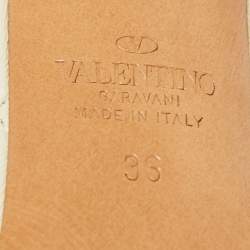 VALENTINO
GARAVANI
MADE IN ITALY
36